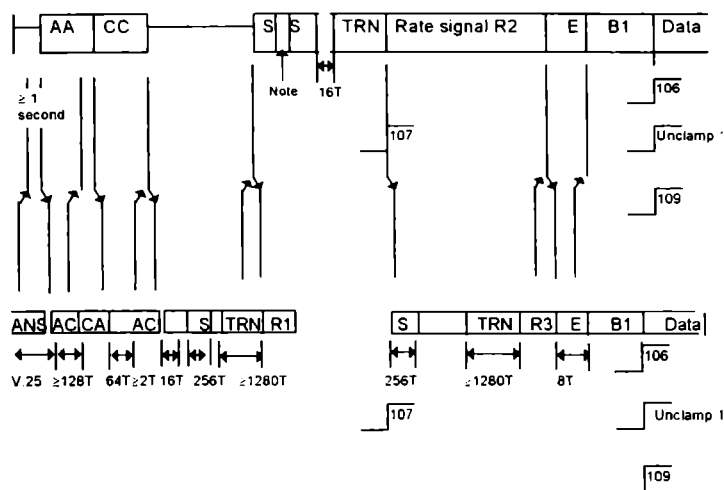 AA CC S S TRN Rate signal R2 E B1 Data
Note 16T
≥ 1
second
106
107 Unclamp 1
109
ANS AC CA AC S TRN R1 S TRN R3 E B1 Data
V.25 ≥128T 64T ≥2T 16T 256T ≥1280T 256T ≥1280T 8T
106
107 Unclamp 1
109